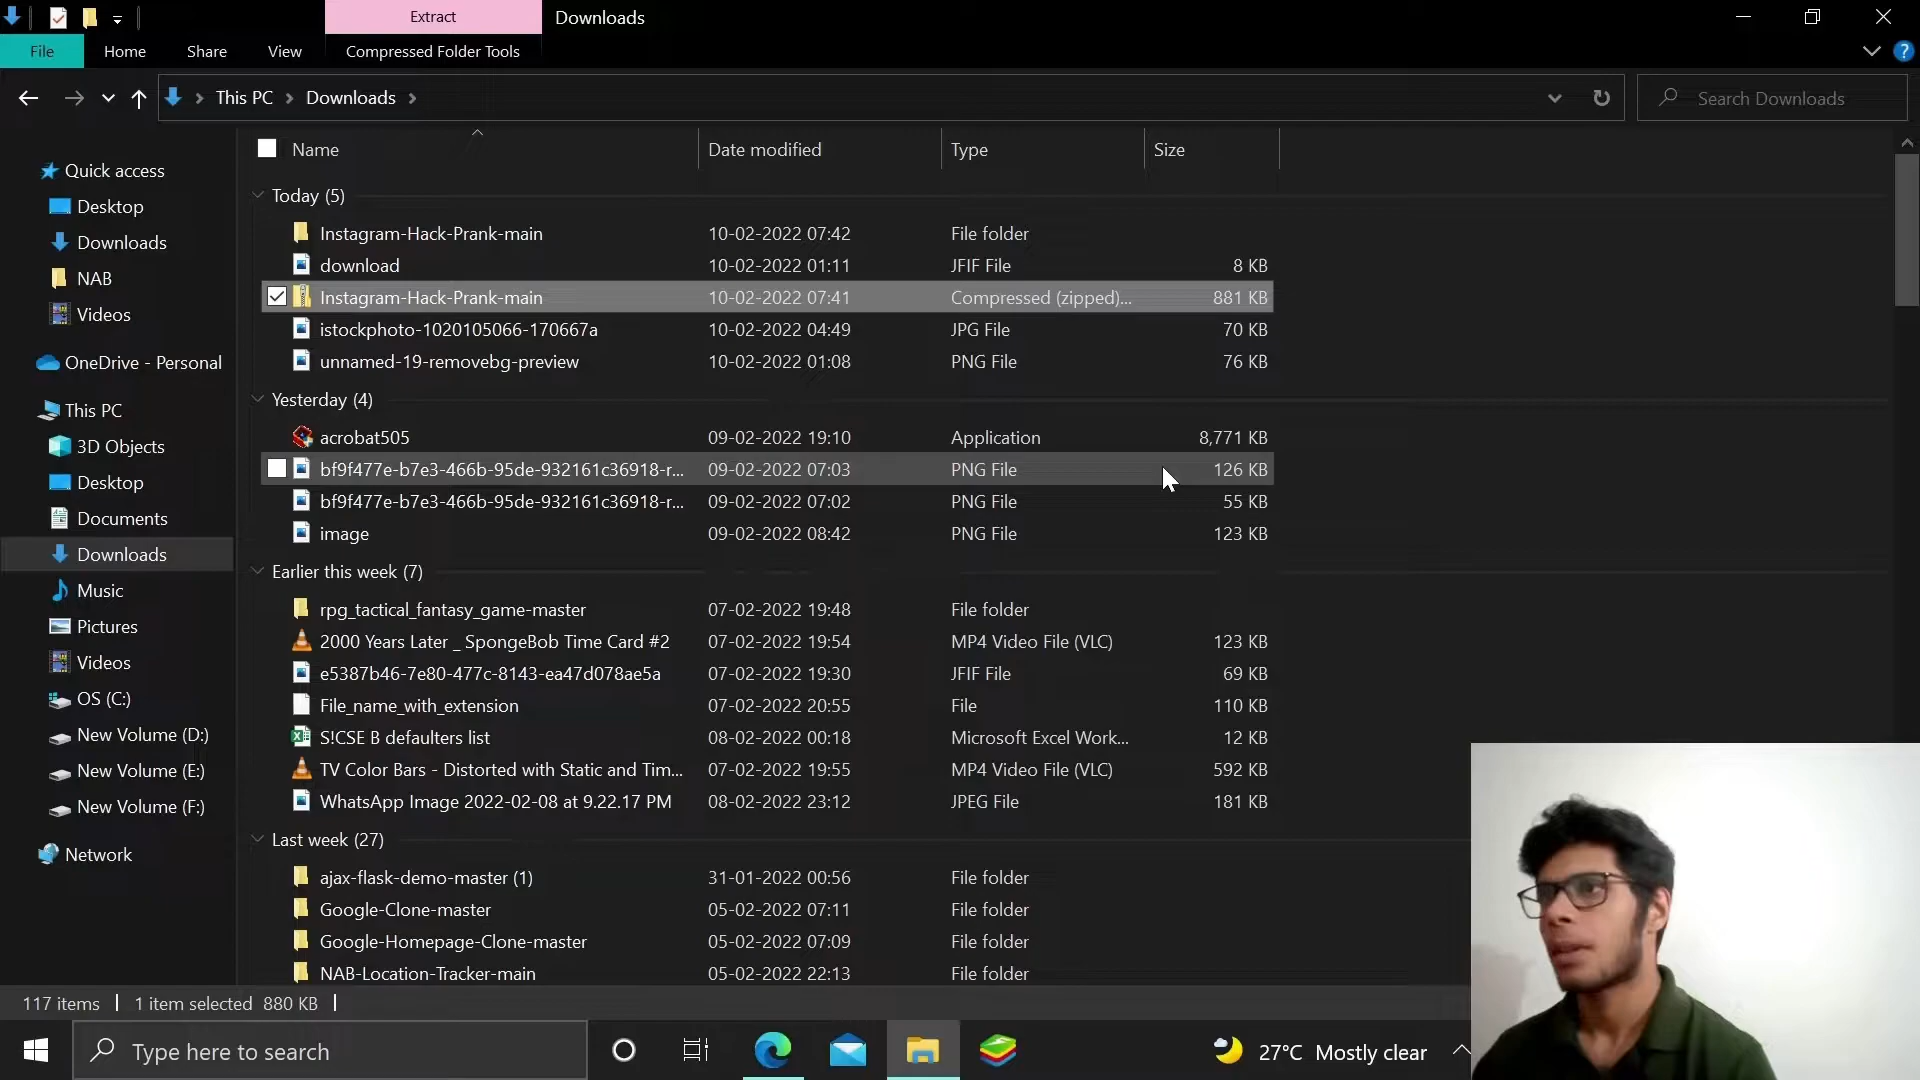 Extract
Downloads
File
Home
Share
View
Compressed Folder Tools
?
This PC
Downloads
Search Downloads
Name
Date modified
Type
Size
Quick access
Desktop
Downloads
NAB
Videos
OneDrive - Personal
This PC
3D Objects
Desktop
Documents
Downloads
Music
Pictures
Videos
OS (C:)
New Volume (D:)
New Volume (E:)
New Volume (F:)
Network
Today (5)
Instagram-Hack-Prank-main 10-02-2022 07:42 File folder
download 10-02-2022 01:11 JFIF File 8 KB
Instagram-Hack-Prank-main 10-02-2022 07:41 Compressed (zipped)... 881 KB
istockphoto-1020105066-170667a 10-02-2022 04:49 JPG File 70 KB
unnamed-19-removebg-preview 10-02-2022 01:08 PNG File 76 KB
Yesterday (4)
acrobat505 09-02-2022 19:10 Application 8,771 KB
bf9f477e-b7e3-466b-95de-932161c36918-r... 09-02-2022 07:03 PNG File 126 KB
bf9f477e-b7e3-466b-95de-932161c36918-r... 09-02-2022 07:02 PNG File 55 KB
image 09-02-2022 08:42 PNG File 123 KB
Earlier this week (7)
rpg_tactical_fantasy_game-master 07-02-2022 19:48 File folder
2000 Years Later _ SpongeBob Time Card #2 07-02-2022 19:54 MP4 Video File (VLC) 123 KB
e5387b46-7e80-477c-8143-ea47d078ae5a 07-02-2022 19:30 JFIF File 69 KB
File_name_with_extension 07-02-2022 20:55 File 110 KB
S!CSE B defaulters list 08-02-2022 00:18 Microsoft Excel Work... 12 KB
TV Color Bars - Distorted with Static and Tim... 07-02-2022 19:55 MP4 Video File (VLC) 592 KB
WhatsApp Image 2022-02-08 at 9.22.17 PM 08-02-2022 23:12 JPEG File 181 KB
Last week (27)
ajax-flask-demo-master (1) 31-01-2022 00:56 File folder
Google-Clone-master 05-02-2022 07:11 File folder
Google-Homepage-Clone-master 05-02-2022 07:09 File folder
NAB-Location-Tracker-main 05-02-2022 22:13 File folder
117 items 1 item selected 880 KB
Type here to search
27°C Mostly clear